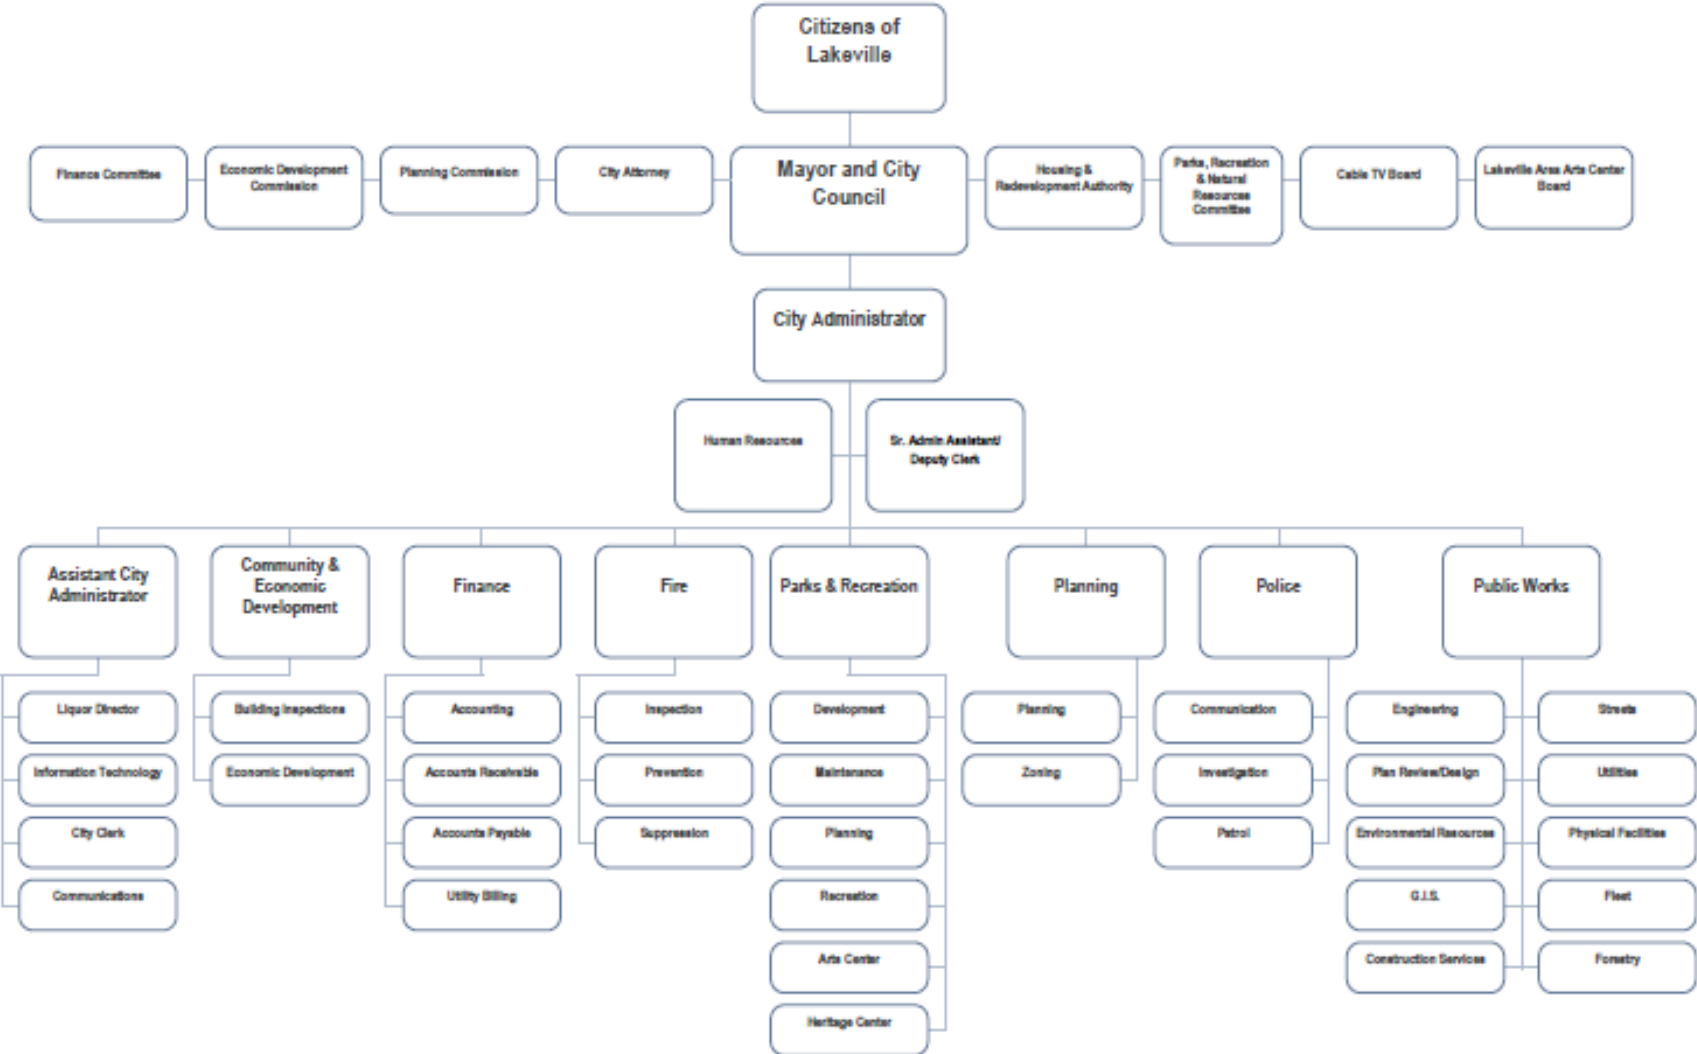 Citizens of
Lakeville
Finance Committee
Economic Development
Commission
Planning Commission
City Attorney
Mayor and City
Council
Housing &
Redevelopment Authority
Parks, Recreation
& Natural
Resources
Committee
Cable TV Board
Lakeville Area Arts Center
Board
City Administrator
Human Resources
Sr. Admin Assistant/
Deputy Clerk
Assistant City
Administrator
Community &
Economic
Development
Finance
Fire
Parks & Recreation
Planning
Police
Public Works
Liquor Director
Information Technology
City Clerk
Communications
Building Inspections
Economic Development
Accounting
Accounts Receivable
Accounts Payable
Utility Billing
Inspection
Prevention
Suppression
Development
Maintenance
Planning
Recreation
Arts Center
Heritage Center
Planning
Zoning
Communication
Investigation
Patrol
Engineering
Plan Review/Design
Environmental Resources
G.I.S.
Construction Services
Streets
Utilities
Physical Facilities
Fleet
Forestry